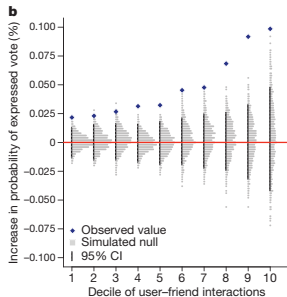 b
Increase in probability of expressed vote (%)
0.100
0.075
0.050
0.025
0
−0.025
−0.050
−0.075
−0.100
Observed value
Simulated null
95% CI
1 2 3 4 5 6 7 8 9 10
Decile of user–friend interactions